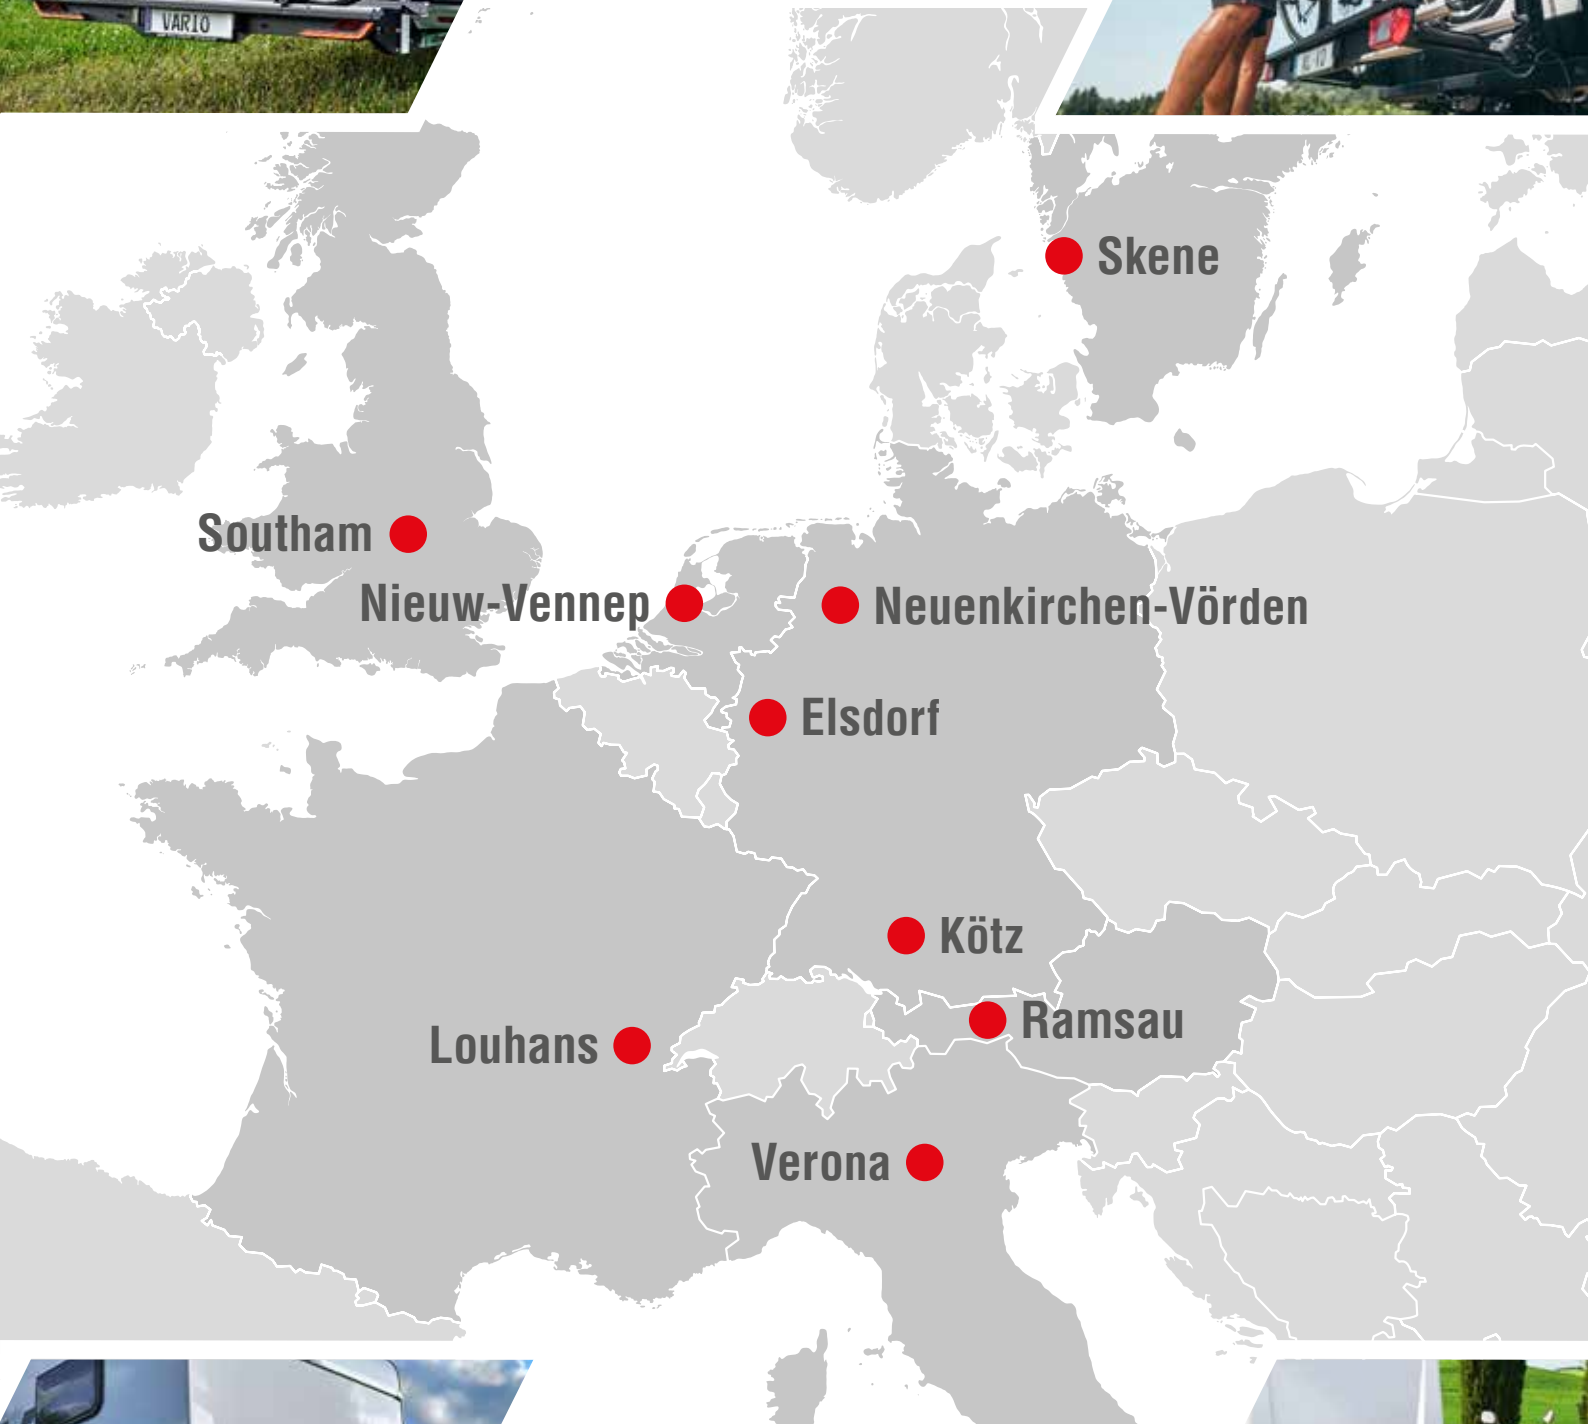 VARIO
Skene
Southam
Nieuw-Vennep
Neuenkirchen-Vörden
Elsdorf
Kötz
Ramsau
Louhans
Verona